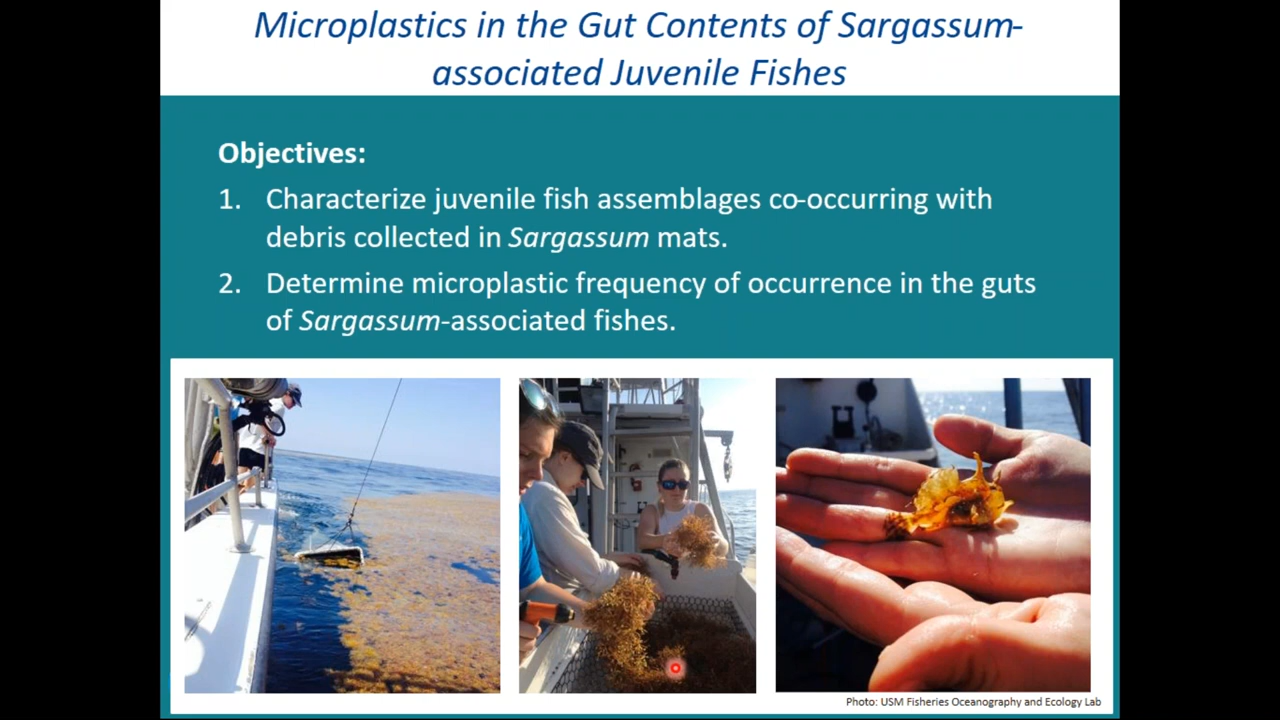 Microplastics in the Gut Contents of Sargassum-
associated Juvenile Fishes
Objectives:
1. Characterize juvenile fish assemblages co-occurring with
debris collected in Sargassum mats.
2. Determine microplastic frequency of occurrence in the guts
of Sargassum-associated fishes.
Photo: USM Fisheries Oceanography and Ecology Lab